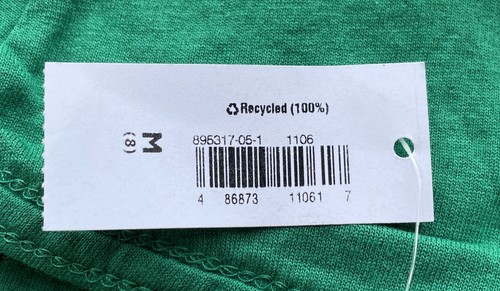 ♻Recycled (100%)
895317-05-1 1106
4 86873 11061 7
M
(8)